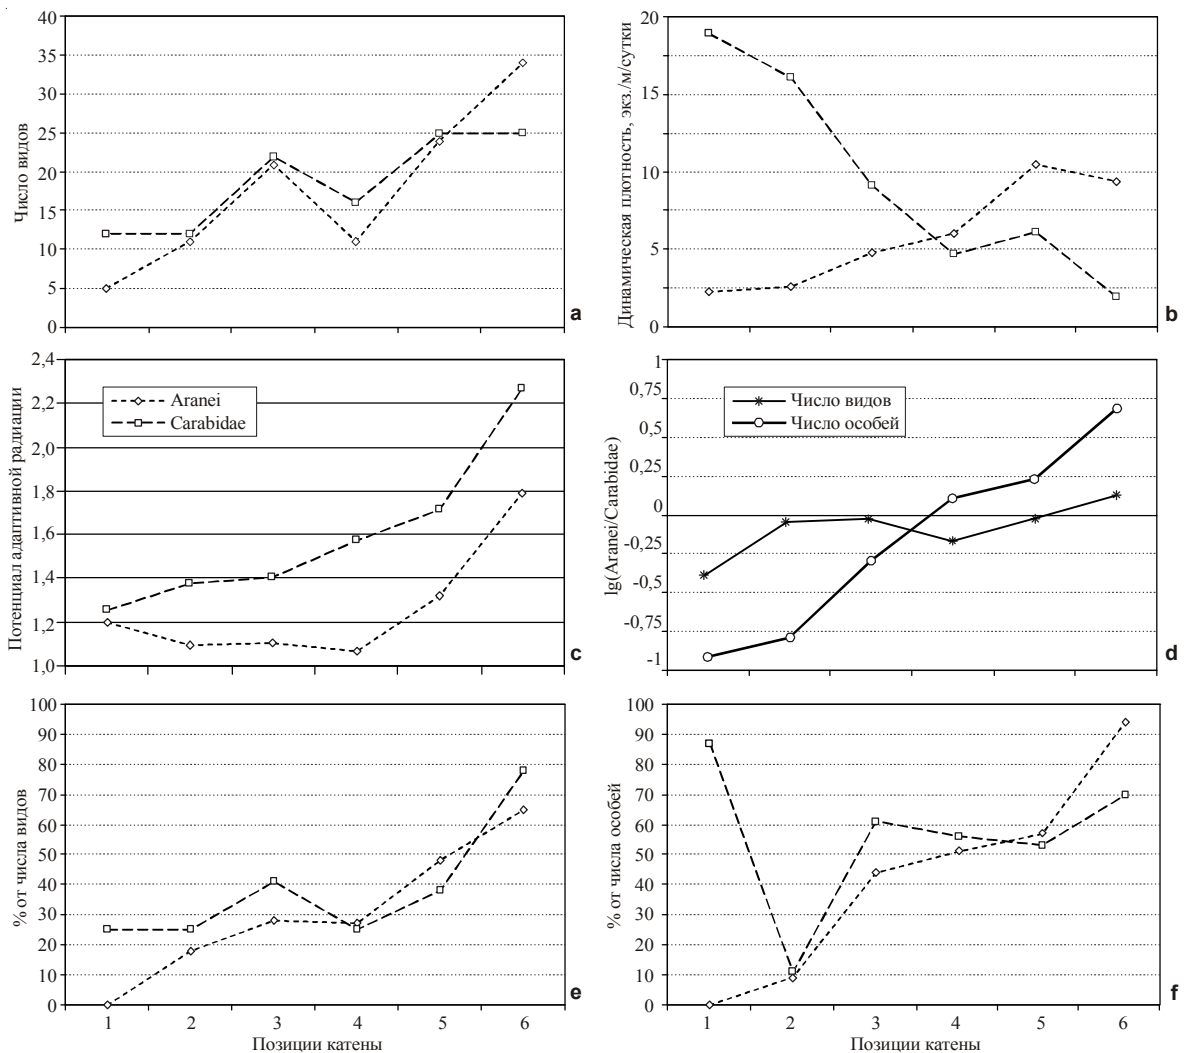 40
35
30
25
20
15
10
5
0
Число видов
a
20
15
10
5
0
Динамическая плотность, экз./м/сутки
b
2,4
2,2
2,0
1,8
1,6
1,4
1,2
1,0
Потенциал адаптивной радиации
Aranei
Carabidae
c
1
0,75
0,5
0,25
0
-0,25
-0,5
-0,75
-1
lg(Aranei/Carabidae)
Число видов
Число особей
d
100
90
80
70
60
50
40
30
20
10
0
% от числа видов
e
1 2 3 4 5 6
Позиции катены
100
90
80
70
60
50
40
30
20
10
0
% от числа особей
f
1 2 3 4 5 6
Позиции катены